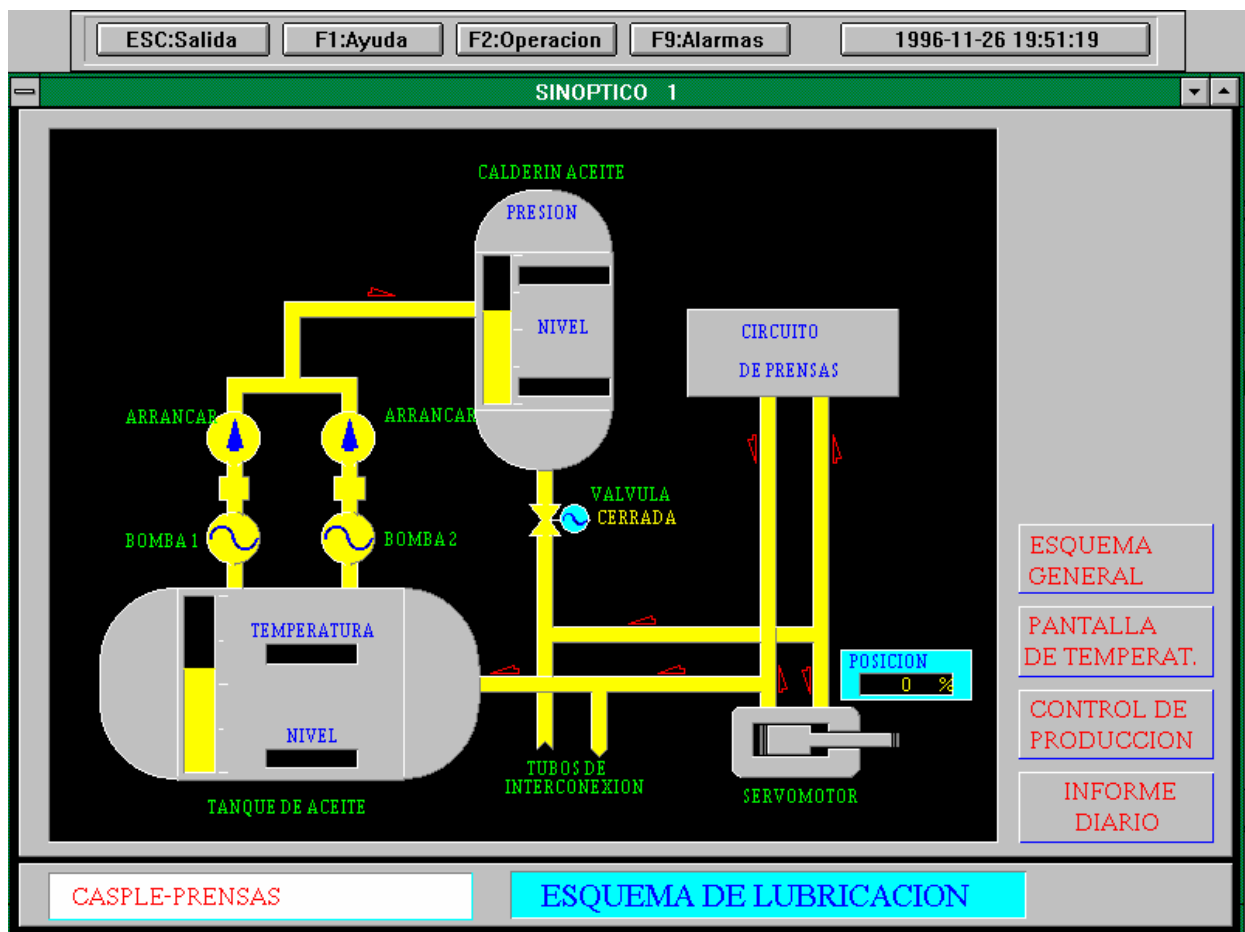 ESC:Salida
F1:Ayuda
F2:Operacion
F9:Alarmas
1996-11-26 19:51:19
SINOPTICO 1
CALDERIN ACEITE
PRESION
NIVEL
CIRCUITO
DE PRENSAS
ARRANCAR
ARRANCAR
VALVULA
CERRADA
BOMBA 1
BOMBA 2
TEMPERATURA
NIVEL
TANQUE DE ACEITE
TUBOS DE
INTERCONEXION
POSICION
0 %
SERVOMOTOR
ESQUEMA
GENERAL
PANTALLA
DE TEMPERAT.
CONTROL DE
PRODUCCION
INFORME
DIARIO
CASPLE-PRENSAS
ESQUEMA DE LUBRICACION